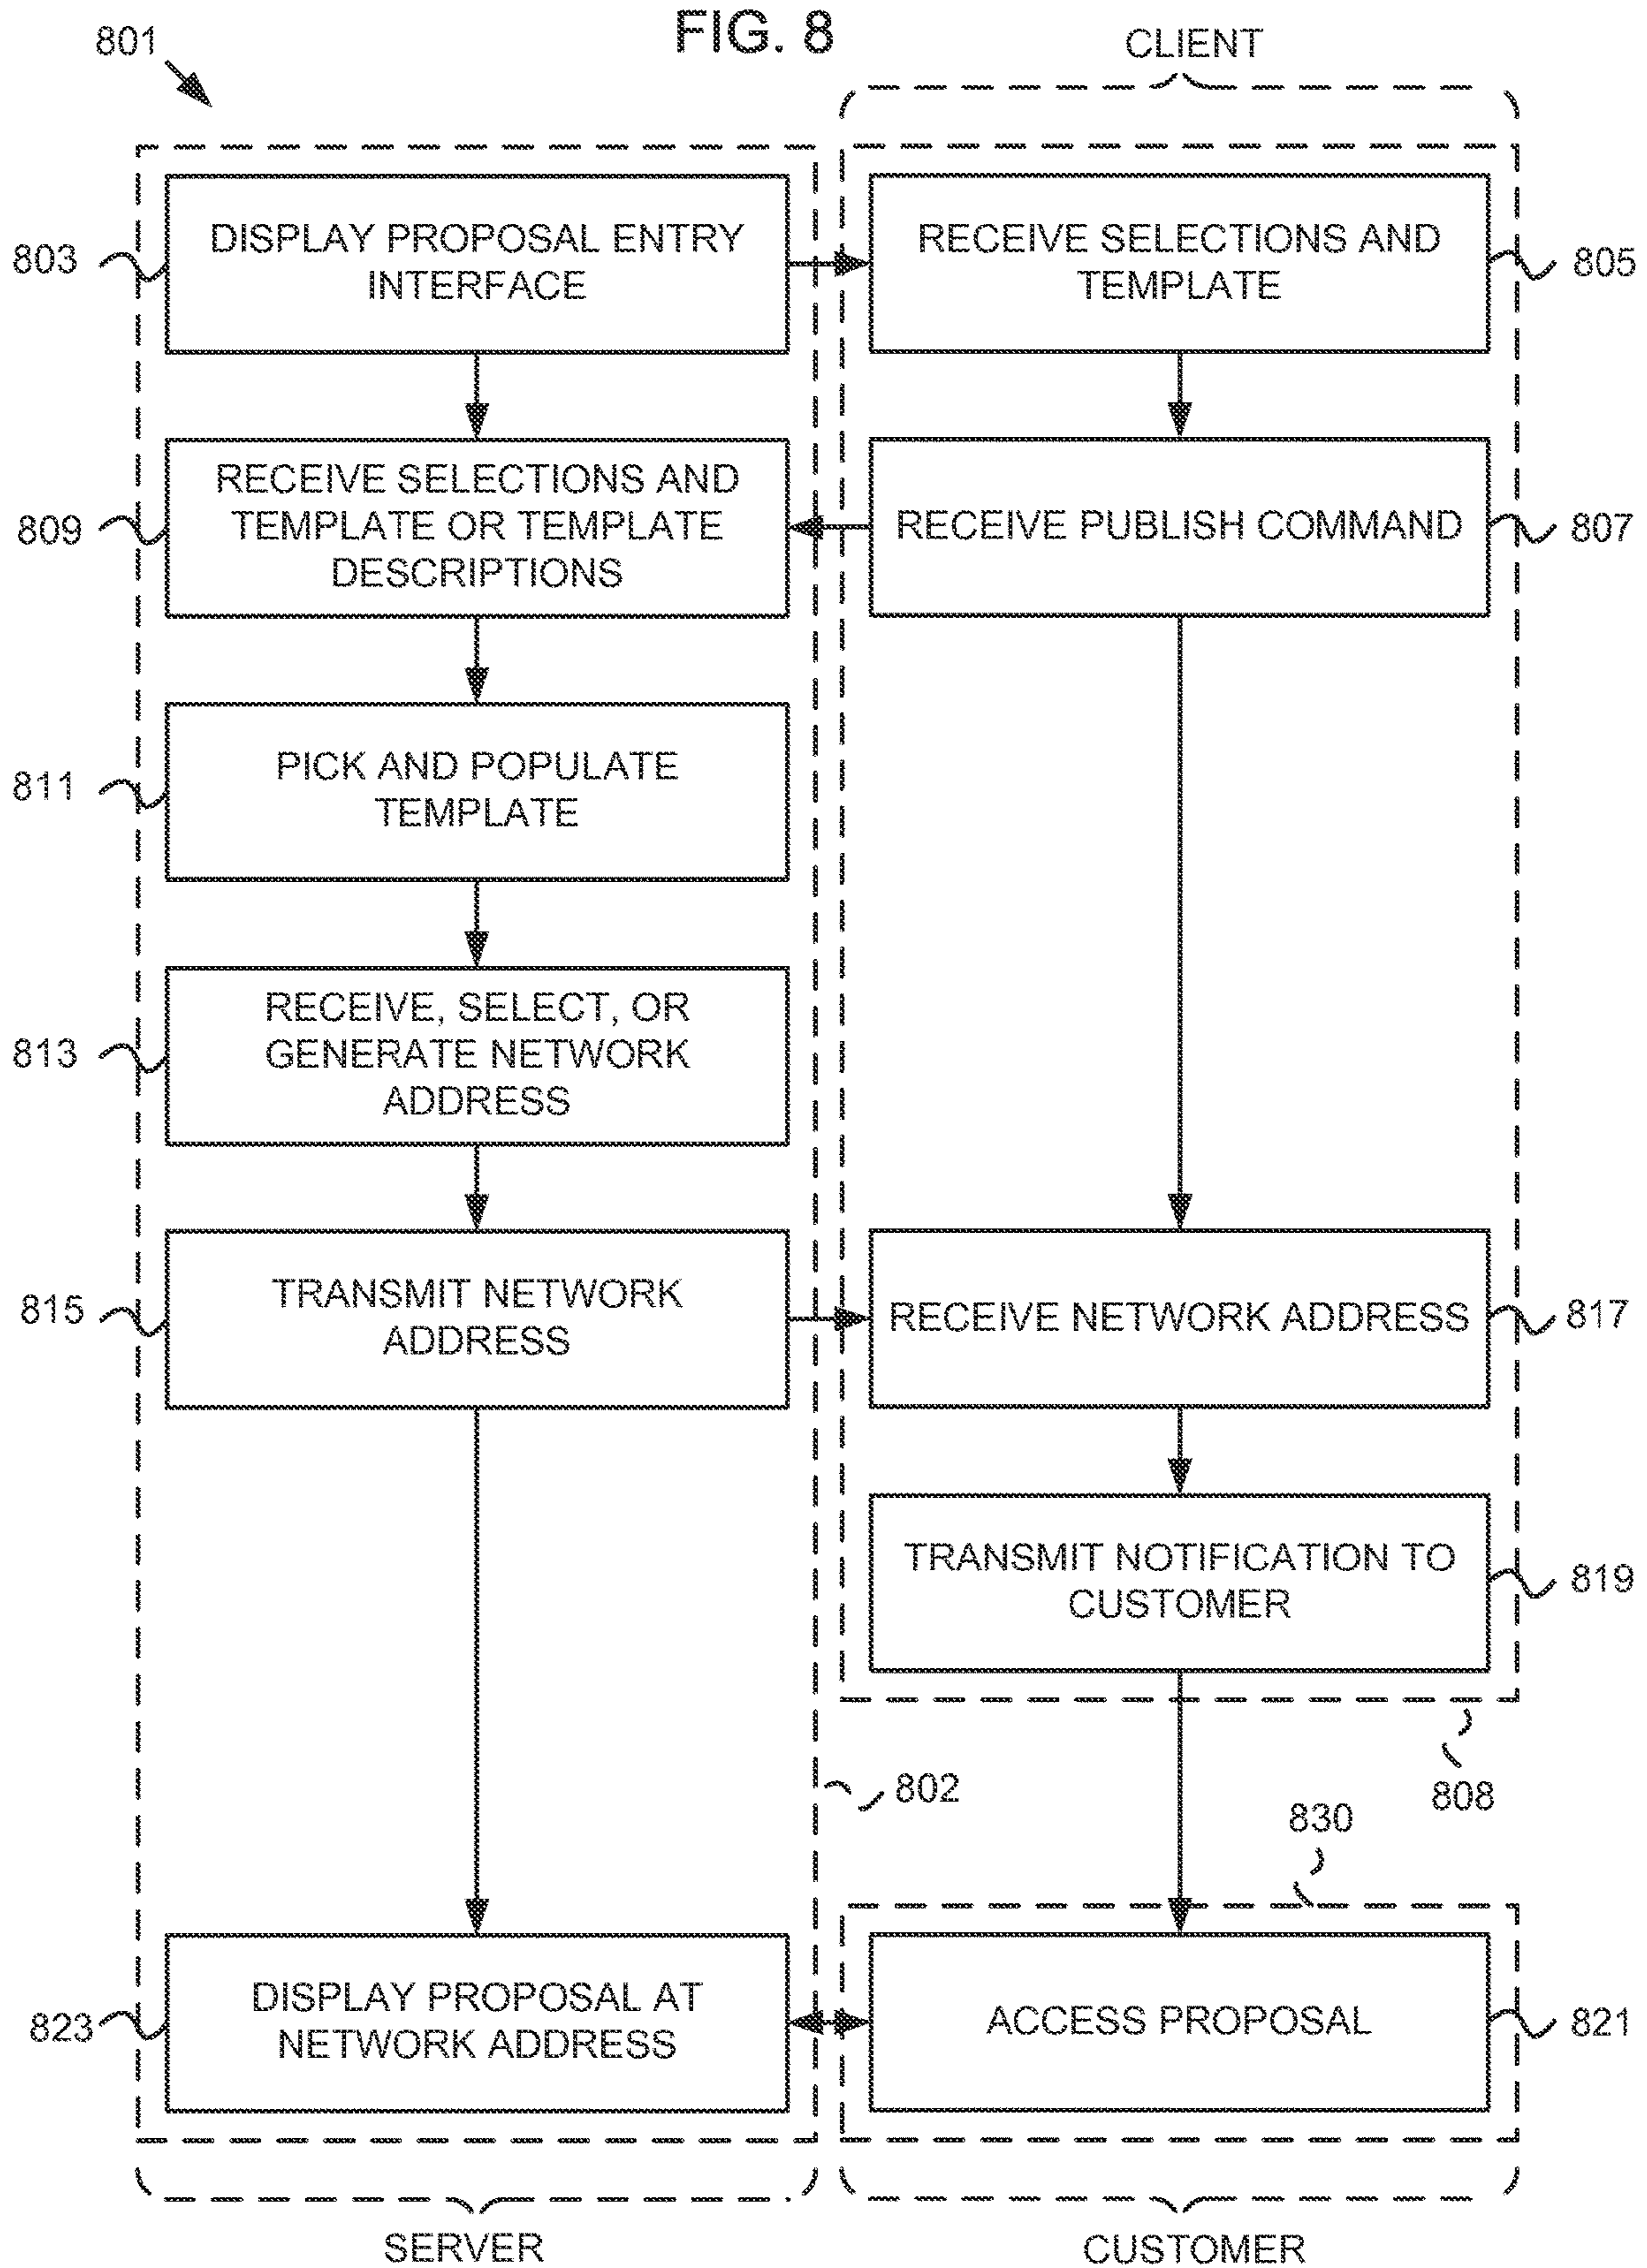 FIG. 8
801
CLIENT
803
DISPLAY PROPOSAL ENTRY
INTERFACE
RECEIVE SELECTIONS AND
TEMPLATE
805
809
RECEIVE SELECTIONS AND
TEMPLATE OR TEMPLATE
DESCRIPTIONS
RECEIVE PUBLISH COMMAND
807
811
PICK AND POPULATE
TEMPLATE
813
RECEIVE, SELECT, OR
GENERATE NETWORK
ADDRESS
815
TRANSMIT NETWORK
ADDRESS
RECEIVE NETWORK ADDRESS
817
TRANSMIT NOTIFICATION TO
CUSTOMER
819
802
808
830
823
DISPLAY PROPOSAL AT
NETWORK ADDRESS
ACCESS PROPOSAL
821
SERVER
CUSTOMER